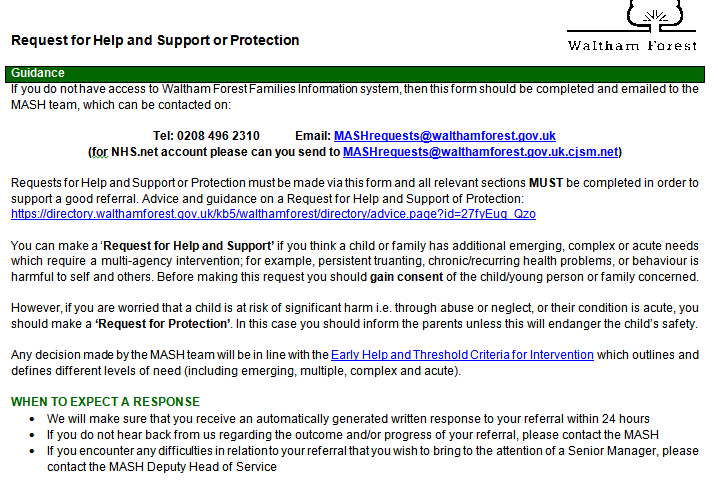 Waltham Forest
Request for Help and Support or Protection
Guidance
If you do not have access to Waltham Forest Families Information system, then this form should be completed and emailed to the
MASH team, which can be contacted on:
Tel: 0208 496 2310 Email: MASHrequests@walthamforest.gov.uk
(for NHS.net account please can you send to MASHrequests@walthamforest.gov.uk.cjsm.net)
Requests for Help and Support or Protection must be made via this form and all relevant sections MUST be completed in order to
support a good referral. Advice and guidance on a Request for Help and Support of Protection:
https://directory.walthamforest.gov.uk/kb5/walthamforest/directory/advice.page?id=27fyEuq_Qzo
You can make a ‘Request for Help and Support’ if you think a child or family has additional emerging, complex or acute needs
which require a multi-agency intervention; for example, persistent truanting, chronic/recurring health problems, or behaviour is
harmful to self and others. Before making this request you should gain consent of the child/young person or family concerned.
However, if you are worried that a child is at risk of significant harm i.e. through abuse or neglect, or their condition is acute, you
should make a ‘Request for Protection’. In this case you should inform the parents unless this will endanger the child’s safety.
Any decision made by the MASH team will be in line with the Early Help and Threshold Criteria for Intervention which outlines and
defines different levels of need (including emerging, multiple, complex and acute).
WHEN TO EXPECT A RESPONSE
• We will make sure that you receive an automatically generated written response to your referral within 24 hours
• If you do not hear back from us regarding the outcome and/or progress of your referral, please contact the MASH
• If you encounter any difficulties in relation to your referral that you wish to bring to the attention of a Senior Manager, please
contact the MASH Deputy Head of Service